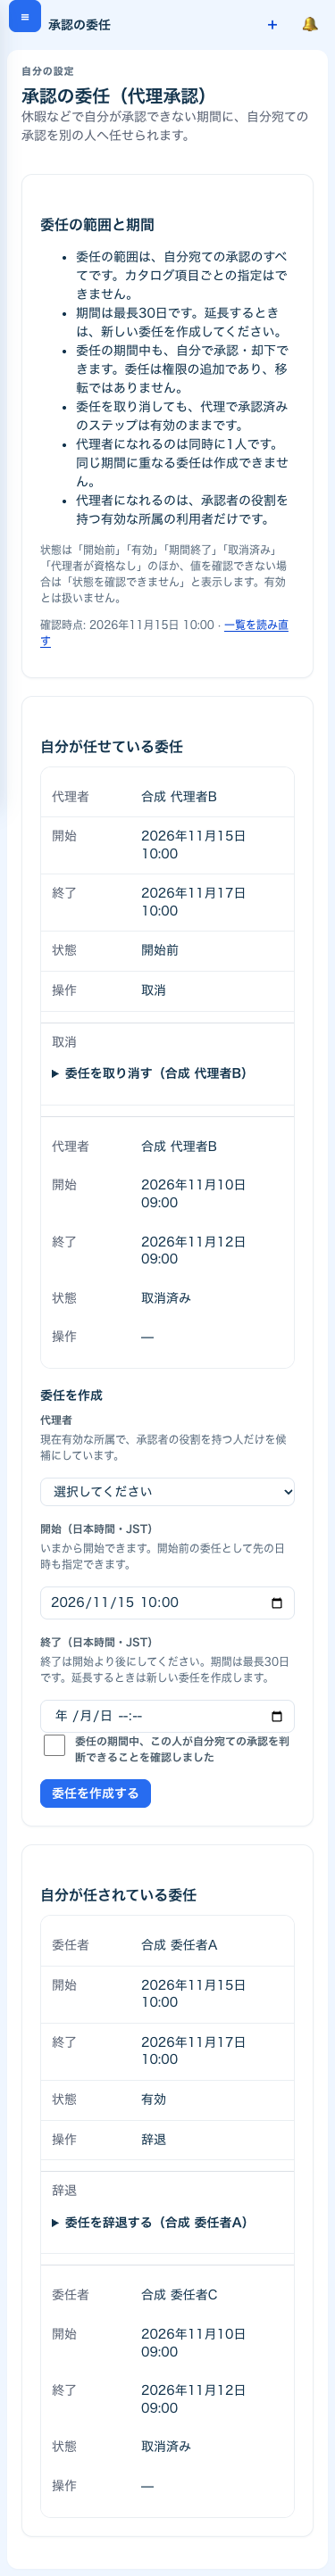 ≡ 承認の委任 + 🔔
自分の設定
承認の委任（代理承認）
休暇などで自分が承認できない期間に、自分宛ての
承認を別の人へ任せられます。
委任の範囲と期間
• 委任の範囲は、自分宛ての承認のすべ
てです。カタログ項目ごとの指定はで
きません。
• 期間は最長30日です。延長するとき
は、新しい委任を作成してください。
• 委任の期間中も、自分で承認・却下で
きます。委任は権限の追加であり、移
転ではありません。
• 委任を取り消しても、代理で承認済み
のステップは有効のままです。
• 代理者になれるのは同時に1人です。
同じ期間に重なる委任は作成できませ
ん。
• 代理者になれるのは、承認者の役割を
持つ有効な所属の利用者だけです。
状態は「開始前」「有効」「期間終了」「取消済み」
「代理者が資格なし」のほか、値を確認できない場
合は「状態を確認できません」と表示します。有効
とは扱いません。
確認時点: 2026年11月15日 10:00 · 一覧を読み直
す
自分が任せている委任
代理者 合成 代理者B
開始 2026年11月15日
10:00
終了 2026年11月17日
10:00
状態 開始前
操作 取消
取消
▶ 委任を取り消す（合成 代理者B）
代理者 合成 代理者B
開始 2026年11月10日
09:00
終了 2026年11月12日
09:00
状態 取消済み
操作 —
委任を作成
代理者
現在有効な所属で、承認者の役割を持つ人だけを候
補にしています。
選択してください
開始（日本時間・JST）
いまから開始できます。開始前の委任として先の日
時も指定できます。
2026/11/15 10:00
終了（日本時間・JST）
終了は開始より後にしてください。期間は最長30日
です。延長するときは新しい委任を作成します。
年 /月/日 --:--
委任の期間中、この人が自分宛ての承認を判
断できることを確認しました
委任を作成する
自分が任されている委任
委任者 合成 委任者A
開始 2026年11月15日
10:00
終了 2026年11月17日
10:00
状態 有効
操作 辞退
辞退
▶ 委任を辞退する（合成 委任者A）
委任者 合成 委任者C
開始 2026年11月10日
09:00
終了 2026年11月12日
09:00
状態 取消済み
操作 —